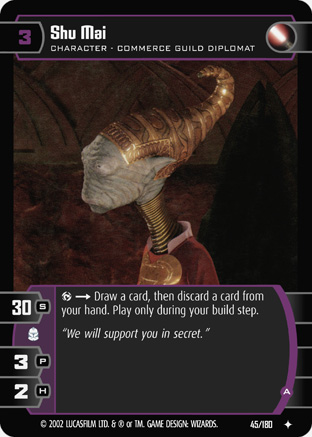 3 Shu Mai
CHARACTER · COMMERCE GUILD DIPLOMAT
30 S
→ Draw a card, then discard a card from
your hand. Play only during your build step.
"We will support you in secret."
3 P
2 H
A
© 2002 LUCASFILM LTD. & ® or TM. GAME DESIGN: WIZARDS. 45/180